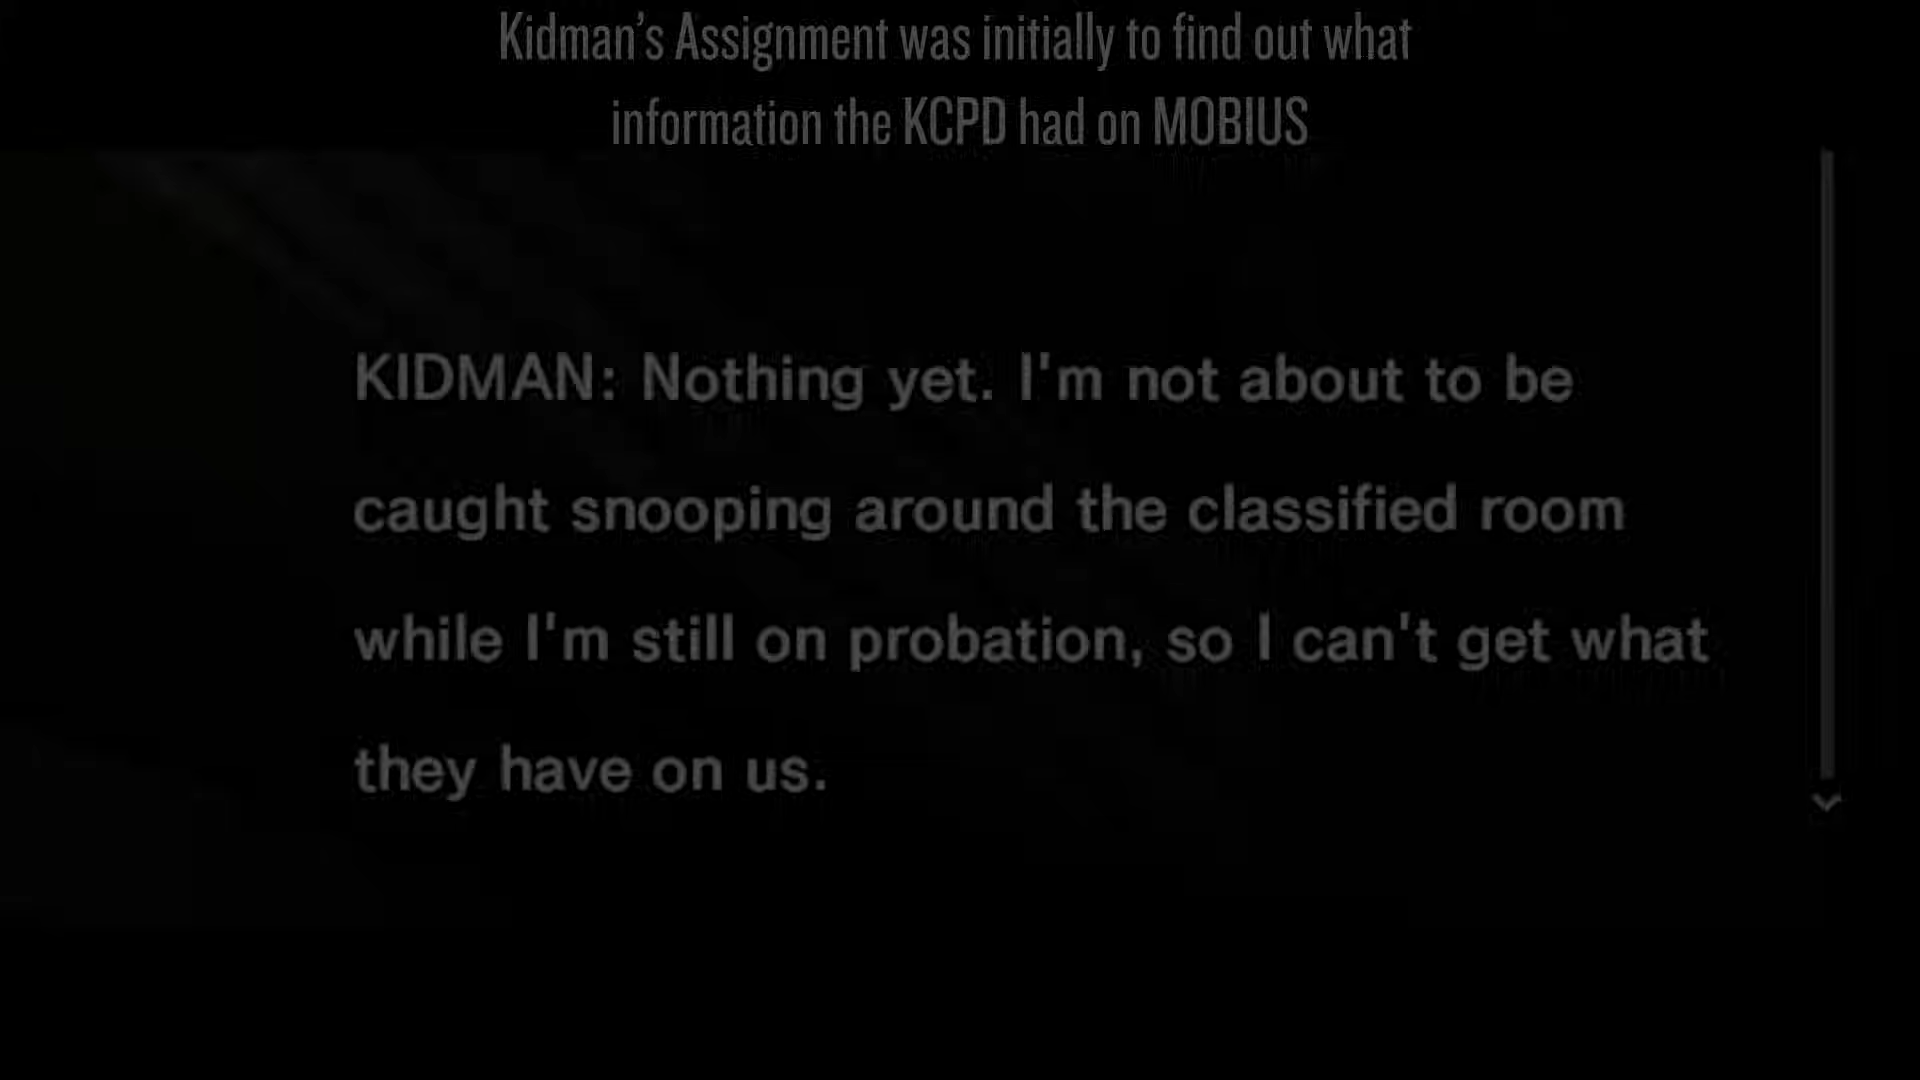 Kidman’s Assignment was initially to find out what
information the KCPD had on MOBIUS
KIDMAN: Nothing yet. I'm not about to be
caught snooping around the classified room
while I'm still on probation, so I can't get what
they have on us.